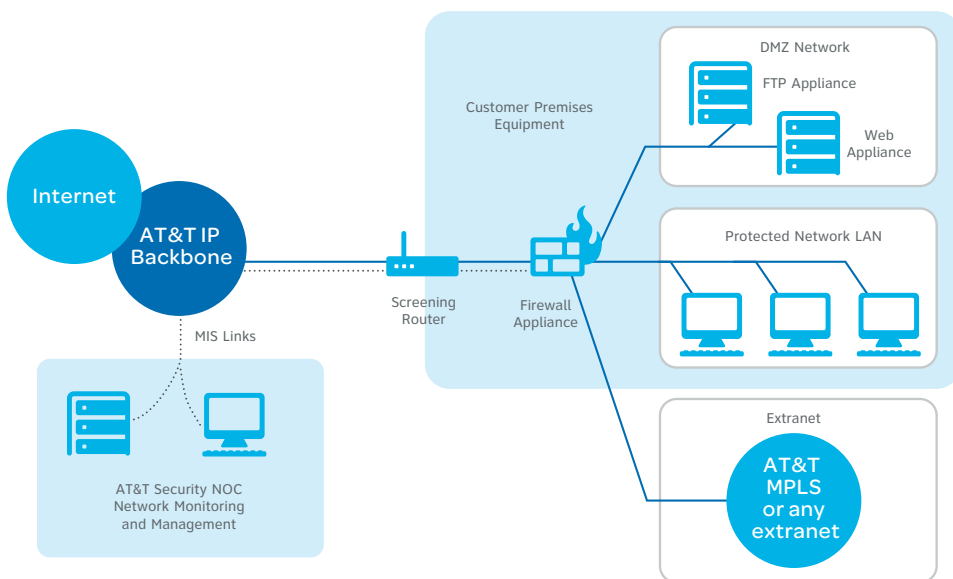 Internet
AT&T IP
Backbone
MIS Links
AT&T Security NOC
Network Monitoring
and Management
Screening
Router
Customer Premises
Equipment
Firewall
Appliance
DMZ Network
FTP Appliance
Web
Appliance
Protected Network LAN
Extranet
AT&T
MPLS
or any
extranet